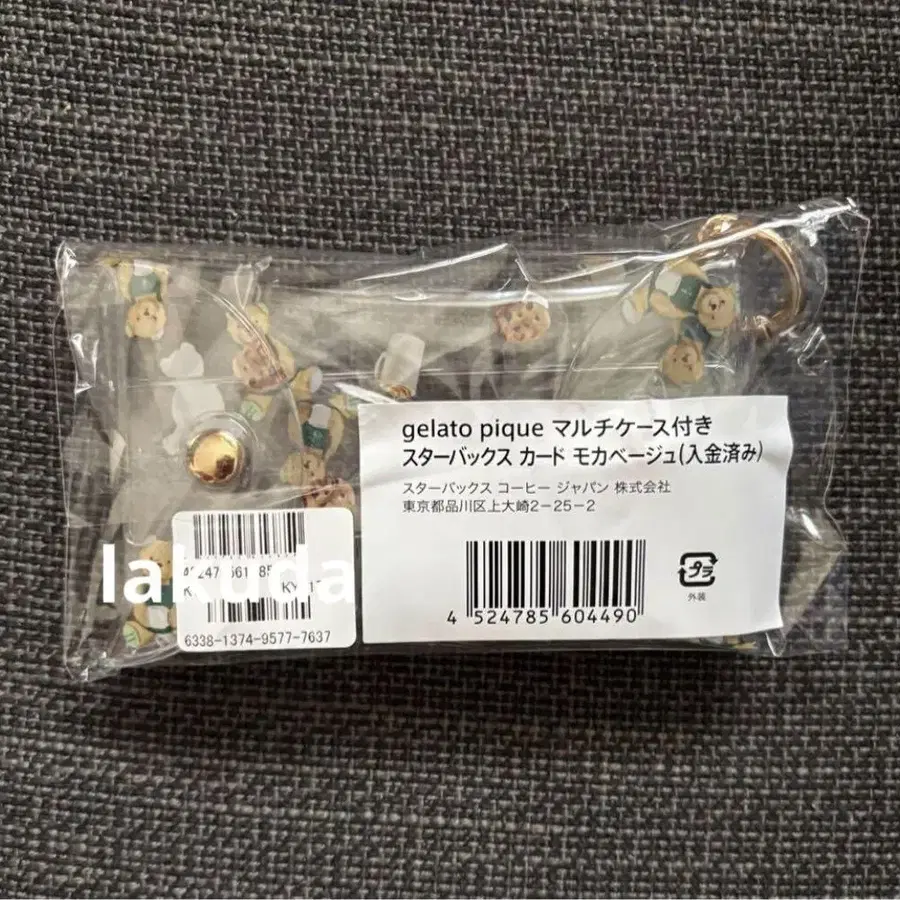 gelato pique マルチケース付き
スターバックス カード モカベージュ(入金済み)
スターバックス コーヒー ジャパン 株式会社
東京都品川区上大崎2-25-2
4 524785 604490
プラ
外装
lakuda
6338-1374-9577-7637